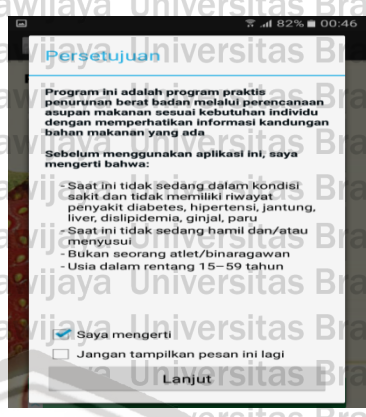 82% 00:46
Persetujuan
Program ini adalah program praktis
penurunan berat badan melalui perencanaan
asupan makanan sesuai kebutuhan individu
dengan memperhatikan informasi kandungan
bahan makanan yang ada
Sebelum menggunakan aplikasi ini, saya
mengerti bahwa:
- Saat ini tidak sedang dalam kondisi
sakit dan tidak memiliki riwayat
penyakit diabetes, hipertensi, jantung,
liver, dislipidemia, ginjal, paru
- Saat ini tidak sedang hamil dan/atau
menyusui
- Bukan seorang atlet/binaragawan
- Usia dalam rentang 15–59 tahun
Saya mengerti
Jangan tampilkan pesan ini lagi
Lanjut